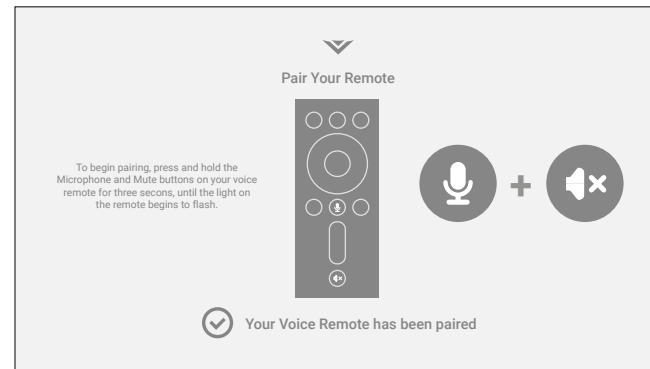 Pair Your Remote
To begin pairing, press and hold the
Microphone and Mute buttons on your voice
remote for three secons, until the light on
the remote begins to flash.
Your Voice Remote has been paired